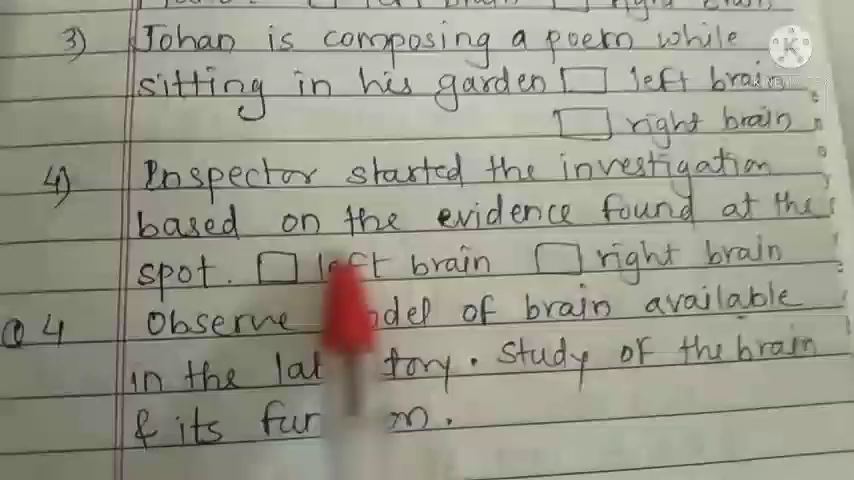 3) Johan is composing a poem while
sitting in his garden left brain
right brain
4) Inspector started the investigation
based on the evidence found at the
spot. left brain right brain
Q 4 Observe of brain available
in the . Study of the brain
& its
K